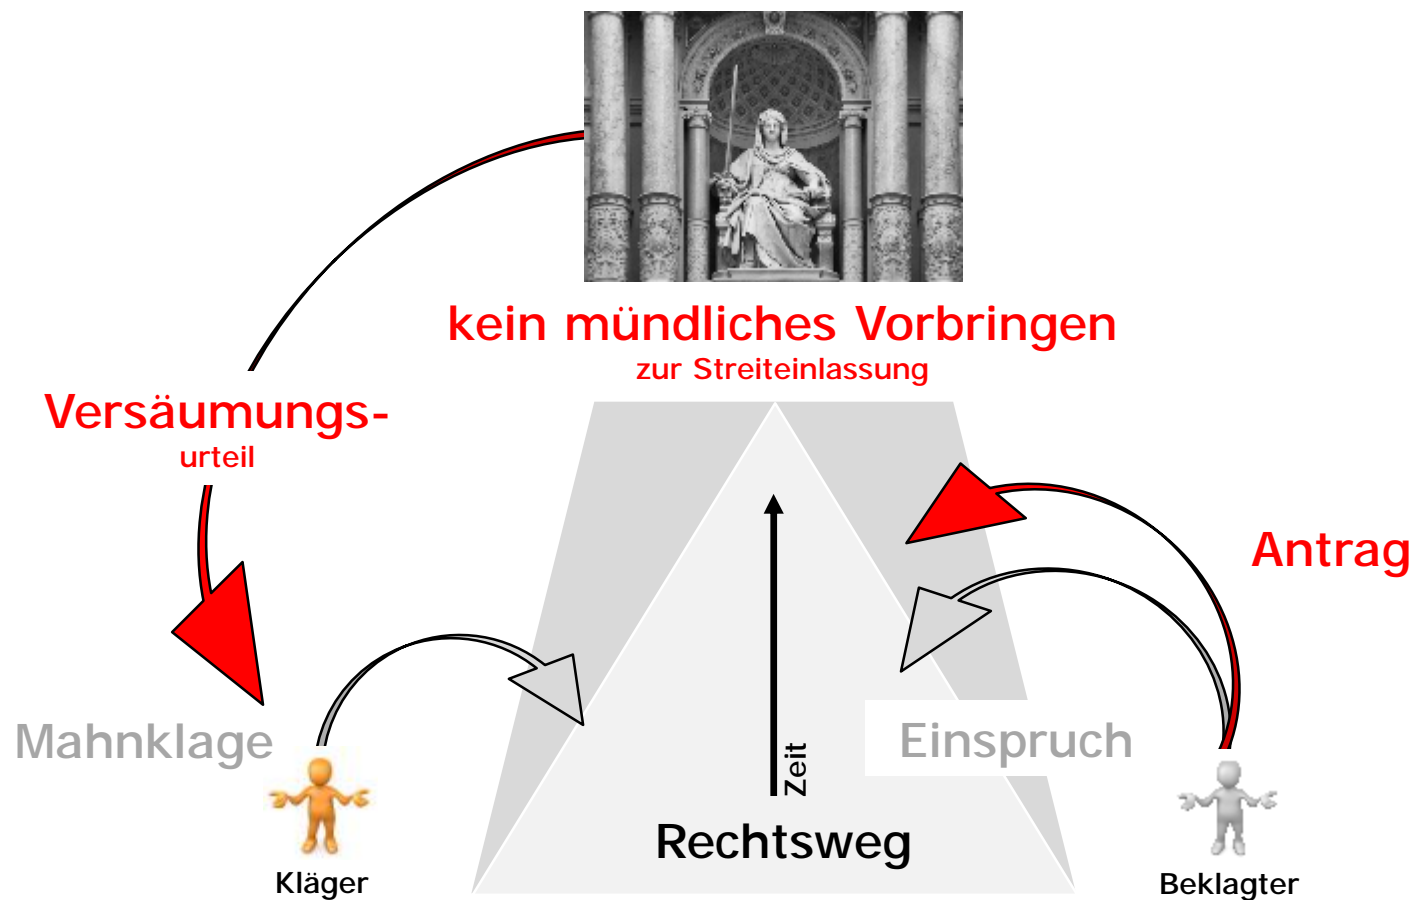 kein mündliches Vorbringen
zur Streiteinlassung
Versäumungs-
urteil
Antrag
Mahnklage
Einspruch
Zeit
Rechtsweg
Kläger
Beklagter